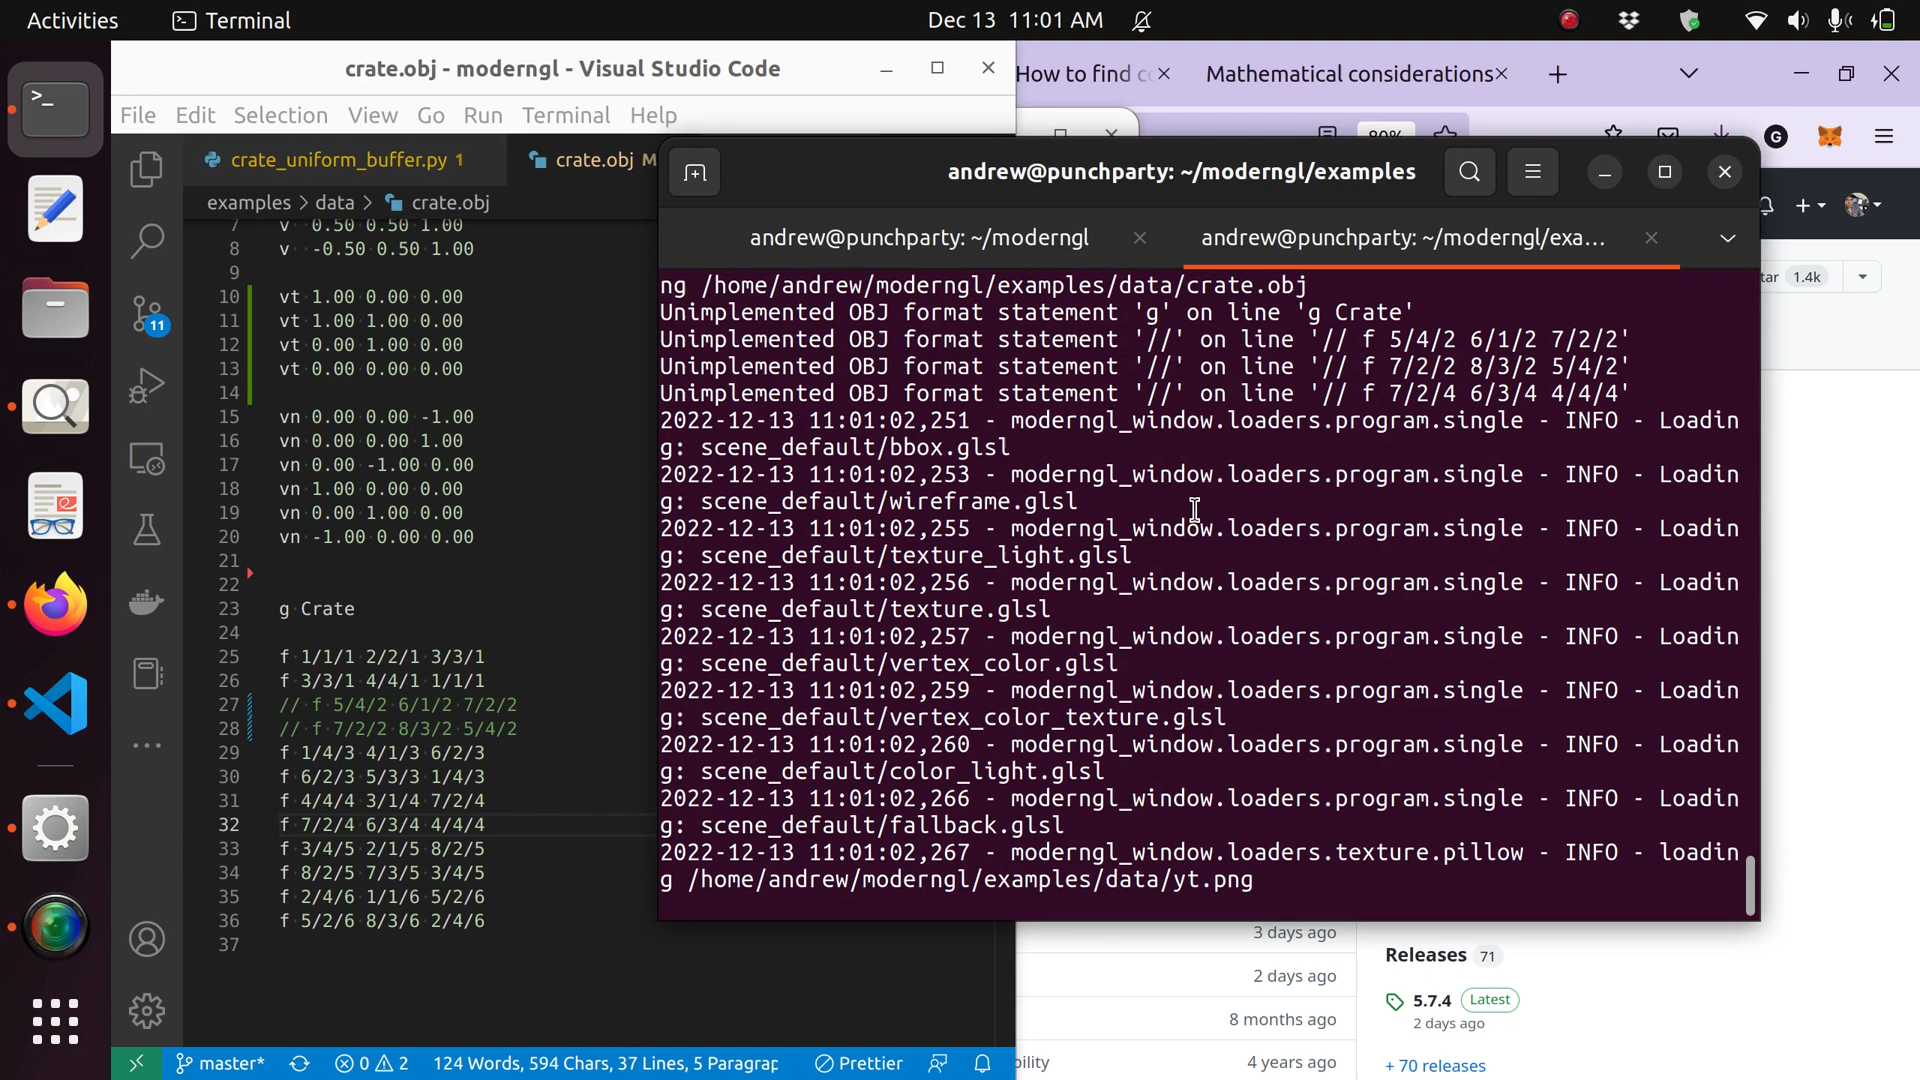 Activities
Terminal
Dec 13 11:01 AM
crate.obj - moderngl - Visual Studio Code
How to find c
Mathematical considerations
File Edit Selection View Go Run Terminal Help
80%
G
crate_uniform_buffer.py 1
crate.obj M
examples > data > crate.obj
andrew@punchparty: ~/moderngl/examples
andrew@punchparty: ~/moderngl
andrew@punchparty: ~/moderngl/exa...
tar 1.4k
11
7 v 0.50 0.50 1.00
8 v -0.50 0.50 1.00
9
10 vt 1.00 0.00 0.00
11 vt 1.00 1.00 0.00
12 vt 0.00 1.00 0.00
13 vt 0.00 0.00 0.00
14
15 vn 0.00 0.00 -1.00
16 vn 0.00 0.00 1.00
17 vn 0.00 -1.00 0.00
18 vn 1.00 0.00 0.00
19 vn 0.00 1.00 0.00
20 vn -1.00 0.00 0.00
21
22
23 g Crate
24
25 f 1/1/1 2/2/1 3/3/1
26 f 3/3/1 4/4/1 1/1/1
27 // f 5/4/2 6/1/2 7/2/2
28 // f 7/2/2 8/3/2 5/4/2
29 f 1/4/3 4/1/3 6/2/3
30 f 6/2/3 5/3/3 1/4/3
31 f 4/4/4 3/1/4 7/2/4
32 f 7/2/4 6/3/4 4/4/4
33 f 3/4/5 2/1/5 8/2/5
34 f 8/2/5 7/3/5 3/4/5
35 f 2/4/6 1/1/6 5/2/6
36 f 5/2/6 8/3/6 2/4/6
37
ng /home/andrew/moderngl/examples/data/crate.obj
Unimplemented OBJ format statement 'g' on line 'g Crate'
Unimplemented OBJ format statement '//' on line '// f 5/4/2 6/1/2 7/2/2'
Unimplemented OBJ format statement '//' on line '// f 7/2/2 8/3/2 5/4/2'
Unimplemented OBJ format statement '//' on line '// f 7/2/4 6/3/4 4/4/4'
2022-12-13 11:01:02,251 - moderngl_window.loaders.program.single - INFO - Loadin
g: scene_default/bbox.glsl
2022-12-13 11:01:02,253 - moderngl_window.loaders.program.single - INFO - Loadin
g: scene_default/wireframe.glsl
2022-12-13 11:01:02,255 - moderngl_window.loaders.program.single - INFO - Loadin
g: scene_default/texture_light.glsl
2022-12-13 11:01:02,256 - moderngl_window.loaders.program.single - INFO - Loadin
g: scene_default/texture.glsl
2022-12-13 11:01:02,257 - moderngl_window.loaders.program.single - INFO - Loadin
g: scene_default/vertex_color.glsl
2022-12-13 11:01:02,259 - moderngl_window.loaders.program.single - INFO - Loadin
g: scene_default/vertex_color_texture.glsl
2022-12-13 11:01:02,260 - moderngl_window.loaders.program.single - INFO - Loadin
g: scene_default/color_light.glsl
2022-12-13 11:01:02,266 - moderngl_window.loaders.program.single - INFO - Loadin
g: scene_default/fallback.glsl
2022-12-13 11:01:02,267 - moderngl_window.loaders.texture.pillow - INFO - loadin
g /home/andrew/moderngl/examples/data/yt.png
3 days ago
2 days ago
8 months ago
bility
4 years ago
Releases 71
5.7.4 Latest
2 days ago
+ 70 releases
master* 0 2 124 Words, 594 Chars, 37 Lines, 5 Paragrap Prettier